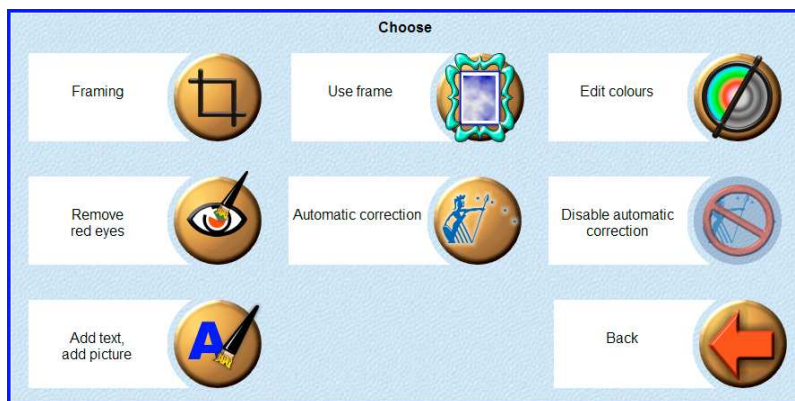 Choose
Framing
Use frame
Edit colours
Remove
red eyes
Automatic correction
Disable automatic
correction
Add text,
add picture
Back